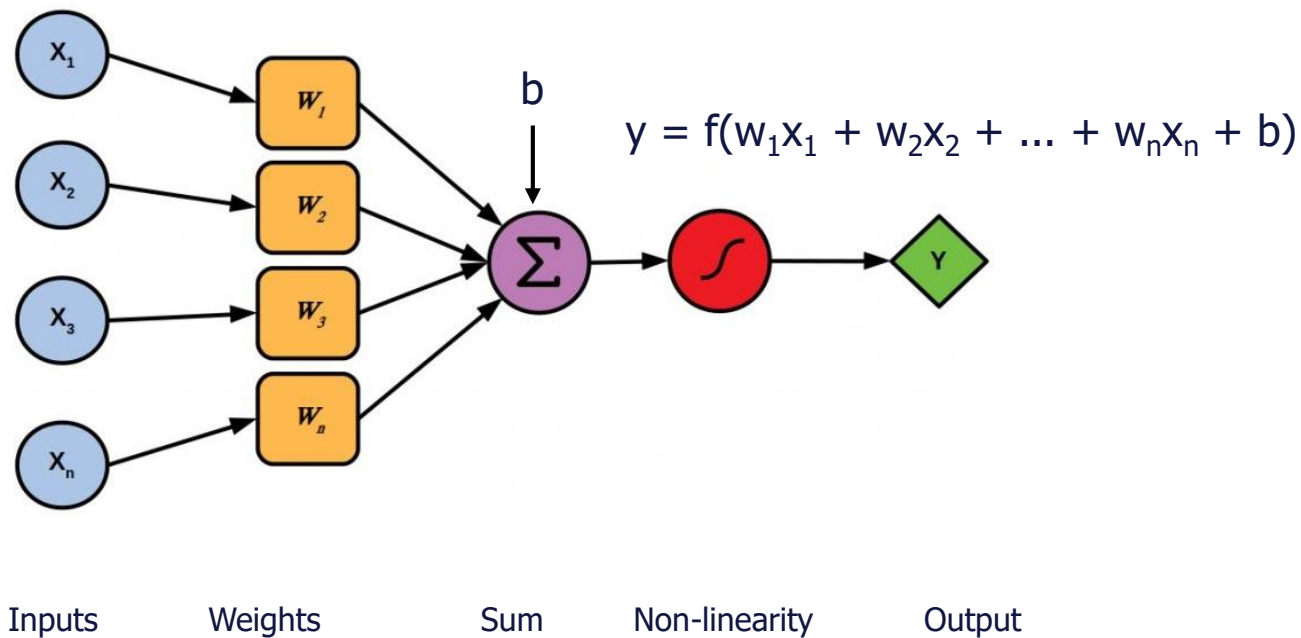 X₁
W₁
b
y = f(w₁x₁ + w₂x₂ + ... + wₙxₙ + b)
X₂
W₂
Σ
Y
X₃
W₃
Xₙ
Wₙ
Inputs Weights Sum Non-linearity Output